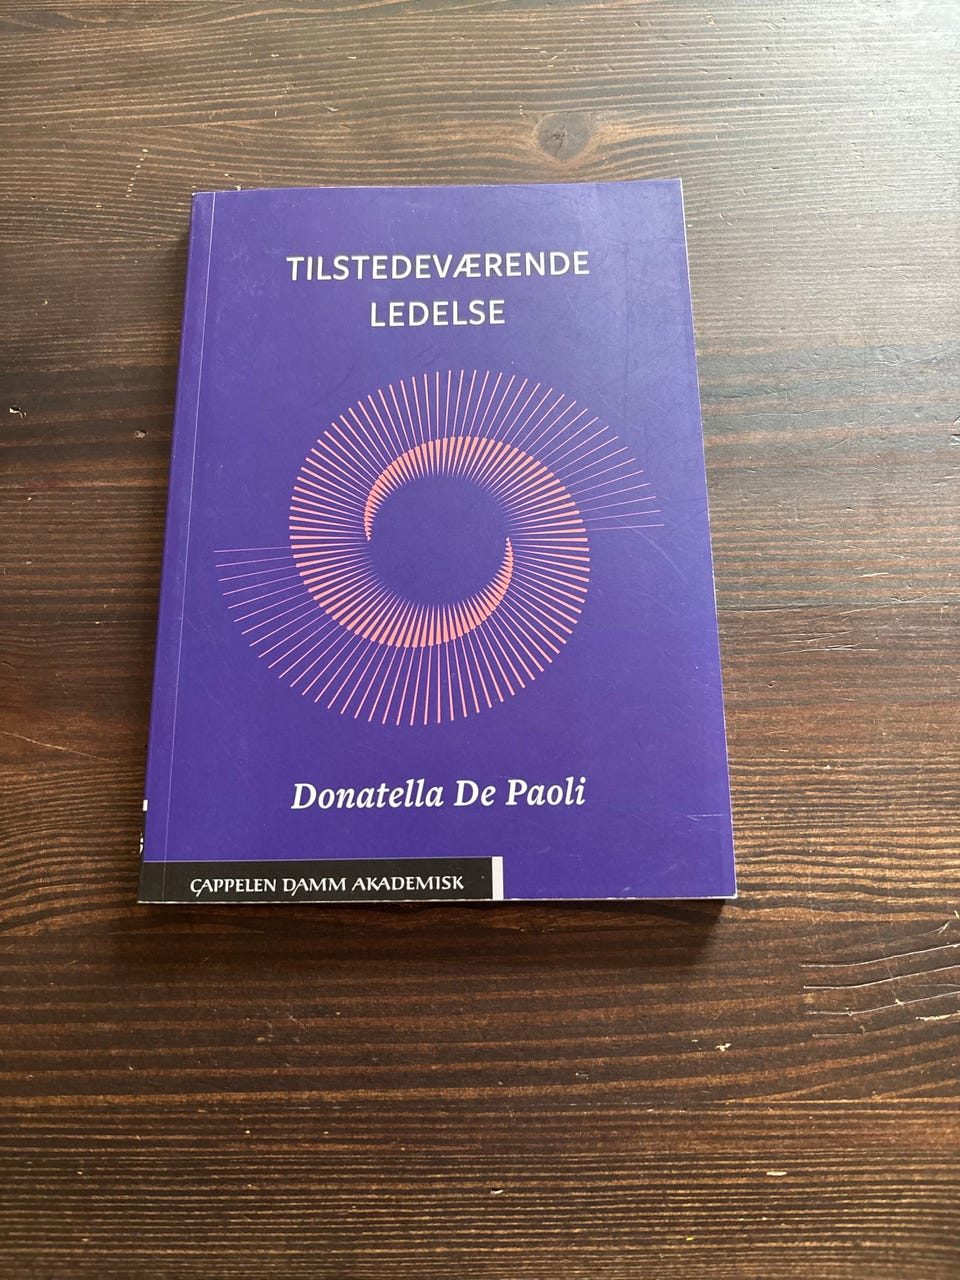 TILSTEDEVÆRENDE
LEDELSE
Donatella De Paoli
CAPPELEN DAMM AKADEMISK